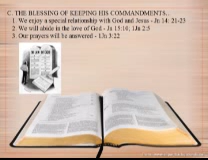 C. THE BLESSING OF KEEPING HIS COMMANDMENTS...
1. We enjoy a special relationship with God and Jesus - Jn 14: 21-23
2. We will abide in the love of God - Jn 15:10; 1Jn 2:5
3. Our prayers will be answered - 1Jn 3:22